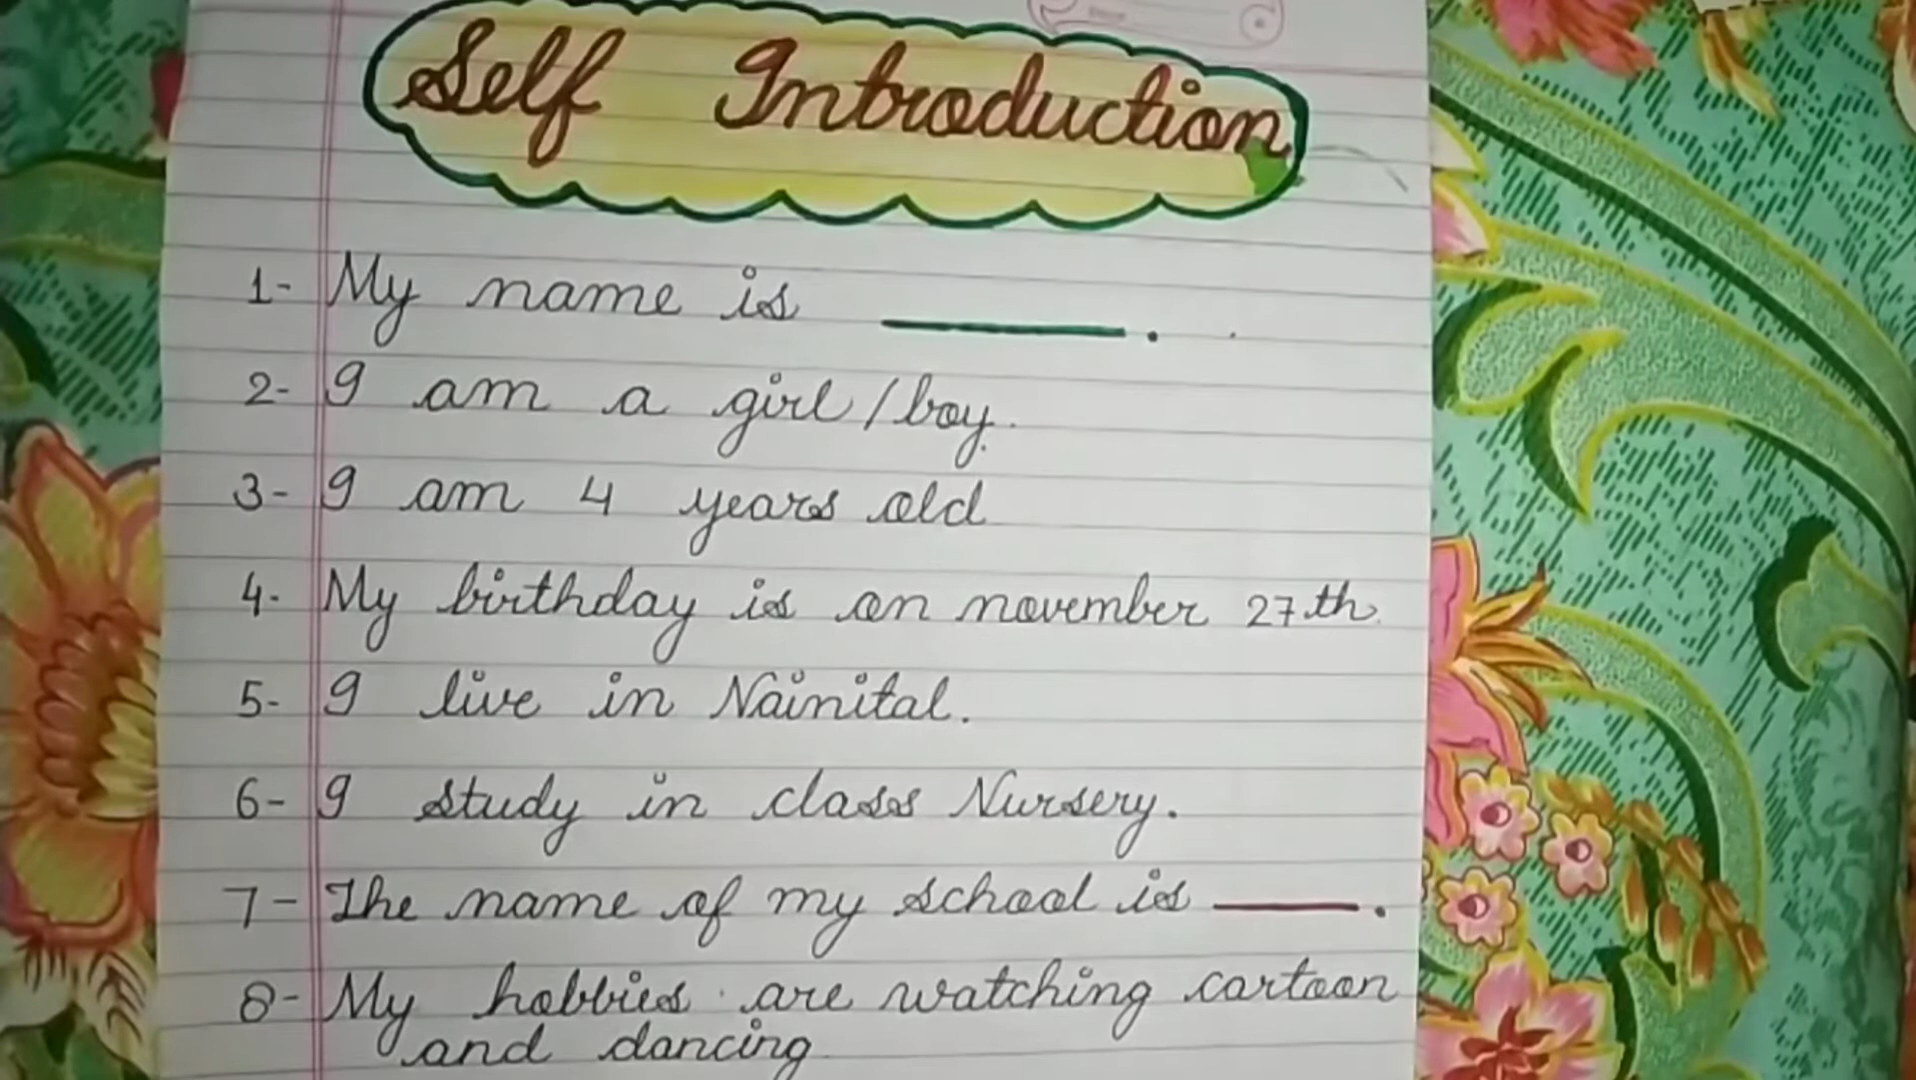 Self Introduction
1- My name is ______.
2- I am a girl/boy.
3- I am 4 years old
4- My birthday is on november 27th.
5- I live in Nainital.
6- I study in class Nursery.
7- The name of my school is ____.
8- My hobbies are watching cartoon
and dancing